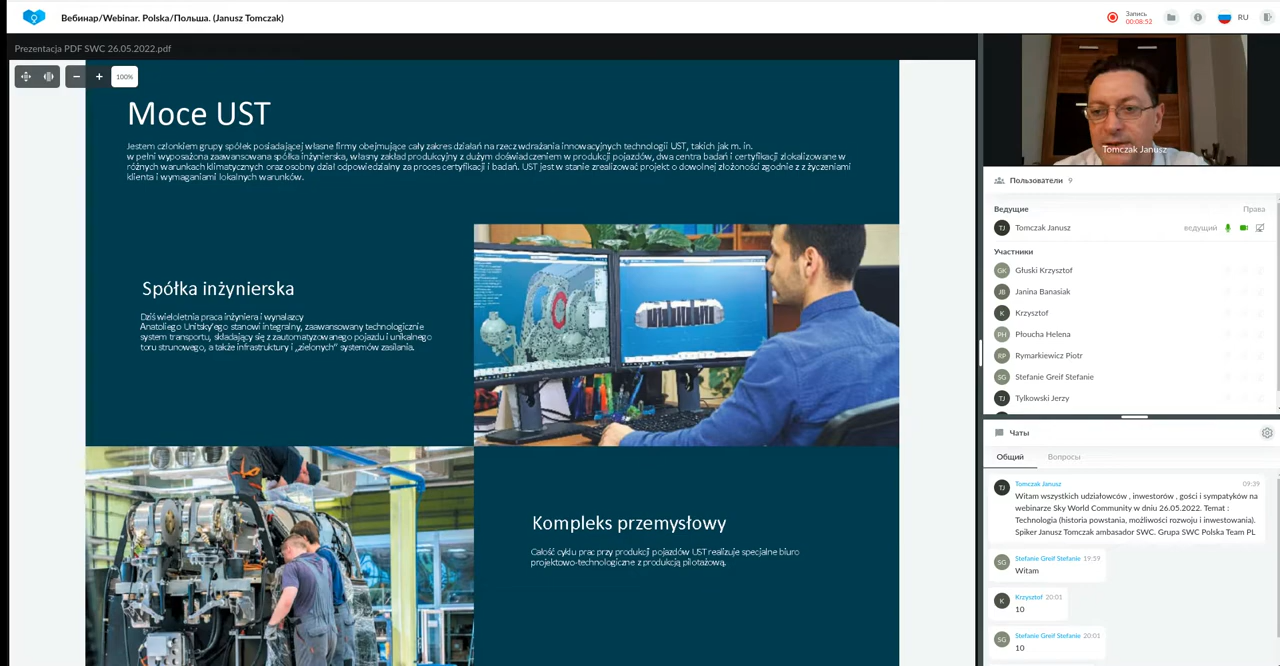 Вебинар/Webinar. Polska/Польша. (Janusz Tomczak)
Запись
00:08:52
RU
Prezentacja PDF SWC 26.05.2022.pdf
100%
Moce UST
Jestem członkiem grupy spółek posiadającej własne firmy obejmujące cały zakres działań na rzecz wdrażania innowacyjnych technologii UST, takich jak m. in.
w pełni wyposażona zaawansowana spółka inżynierska, własny zakład produkcyjny z dużym doświadczeniem w produkcji pojazdów, dwa centra badań i certyfikacji zlokalizowane w
różnych warunkach klimatycznych oraz osobny dział odpowiedzialny za proces certyfikacji i badań. UST jest w stanie zrealizować projekt o dowolnej złożoności zgodnie z z życzeniami
klienta i wymaganiami lokalnych warunków.
Spółka inżynierska
Dziś wieloletnia praca inżyniera i wynalazcy
Anatoliego Unitsky'ego stanowi integralny, zaawansowany technologicznie
system transportu, składający się z zautomatyzowanego pojazdu i unikalnego
toru strunowego, a także infrastruktury i „zielonych" systemów zasilania.
Kompleks przemysłowy
Całość cyklu prac przy produkcji pojazdów UST realizuje specjalne biuro
projektowo-technologiczne z produkcją pilotażową.
Tomczak Janusz
Пользователи 9
Ведущие Права
TJ Tomczak Janusz ведущий
Участники
GK Głuski Krzysztof
JB Janina Banasiak
K Krzysztof
PH Płoucha Helena
RP Rymarkiewicz Piotr
SG Stefanie Greif Stefanie
TJ Tylkowski Jerzy
Чаты
Общий Вопросы
TJ Tomczak Janusz 09:39
Witam wszystkich udziałowców , inwestorów , gości i sympatyków na
webinarze Sky World Community w dniu 26.05.2022. Temat :
Technologia (historia powstania, możliwości rozwoju i inwestowania).
Spiker Janusz Tomczak ambasador SWC. Grupa SWC Polska Team PL
SG Stefanie Greif Stefanie 19:59
Witam
K Krzysztof 20:01
10
SG Stefanie Greif Stefanie 20:01
10